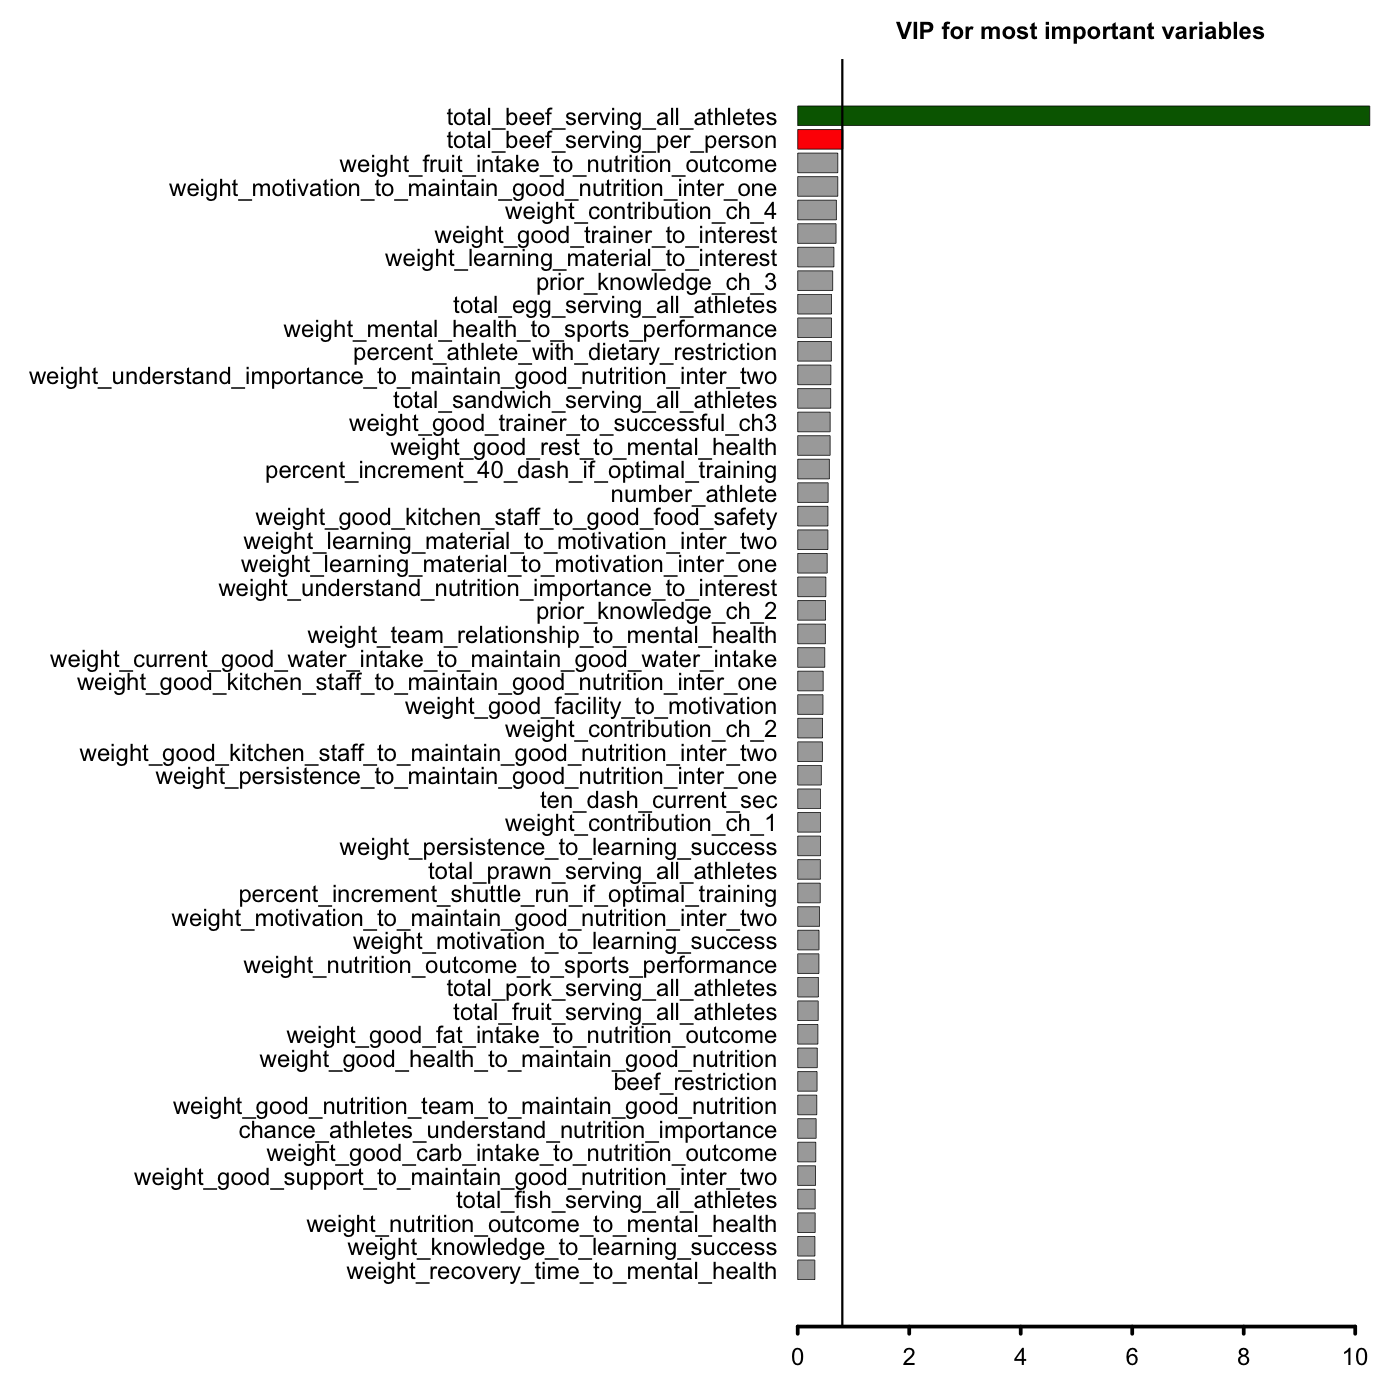 VIP for most important variables
total_beef_serving_all_athletes
total_beef_serving_per_person
weight_fruit_intake_to_nutrition_outcome
weight_motivation_to_maintain_good_nutrition_inter_one
weight_contribution_ch_4
weight_good_trainer_to_interest
weight_learning_material_to_interest
prior_knowledge_ch_3
total_egg_serving_all_athletes
weight_mental_health_to_sports_performance
percent_athlete_with_dietary_restriction
weight_understand_importance_to_maintain_good_nutrition_inter_two
total_sandwich_serving_all_athletes
weight_good_trainer_to_successful_ch3
weight_good_rest_to_mental_health
percent_increment_40_dash_if_optimal_training
number_athlete
weight_good_kitchen_staff_to_good_food_safety
weight_learning_material_to_motivation_inter_two
weight_learning_material_to_motivation_inter_one
weight_understand_nutrition_importance_to_interest
prior_knowledge_ch_2
weight_team_relationship_to_mental_health
weight_current_good_water_intake_to_maintain_good_water_intake
weight_good_kitchen_staff_to_maintain_good_nutrition_inter_one
weight_good_facility_to_motivation
weight_contribution_ch_2
weight_good_kitchen_staff_to_maintain_good_nutrition_inter_two
weight_persistence_to_maintain_good_nutrition_inter_one
ten_dash_current_sec
weight_contribution_ch_1
weight_persistence_to_learning_success
total_prawn_serving_all_athletes
percent_increment_shuttle_run_if_optimal_training
weight_motivation_to_maintain_good_nutrition_inter_two
weight_motivation_to_learning_success
weight_nutrition_outcome_to_sports_performance
total_pork_serving_all_athletes
total_fruit_serving_all_athletes
weight_good_fat_intake_to_nutrition_outcome
weight_good_health_to_maintain_good_nutrition
beef_restriction
weight_good_nutrition_team_to_maintain_good_nutrition
chance_athletes_understand_nutrition_importance
weight_good_carb_intake_to_nutrition_outcome
weight_good_support_to_maintain_good_nutrition_inter_two
total_fish_serving_all_athletes
weight_nutrition_outcome_to_mental_health
weight_knowledge_to_learning_success
weight_recovery_time_to_mental_health
0 2 4 6 8 10